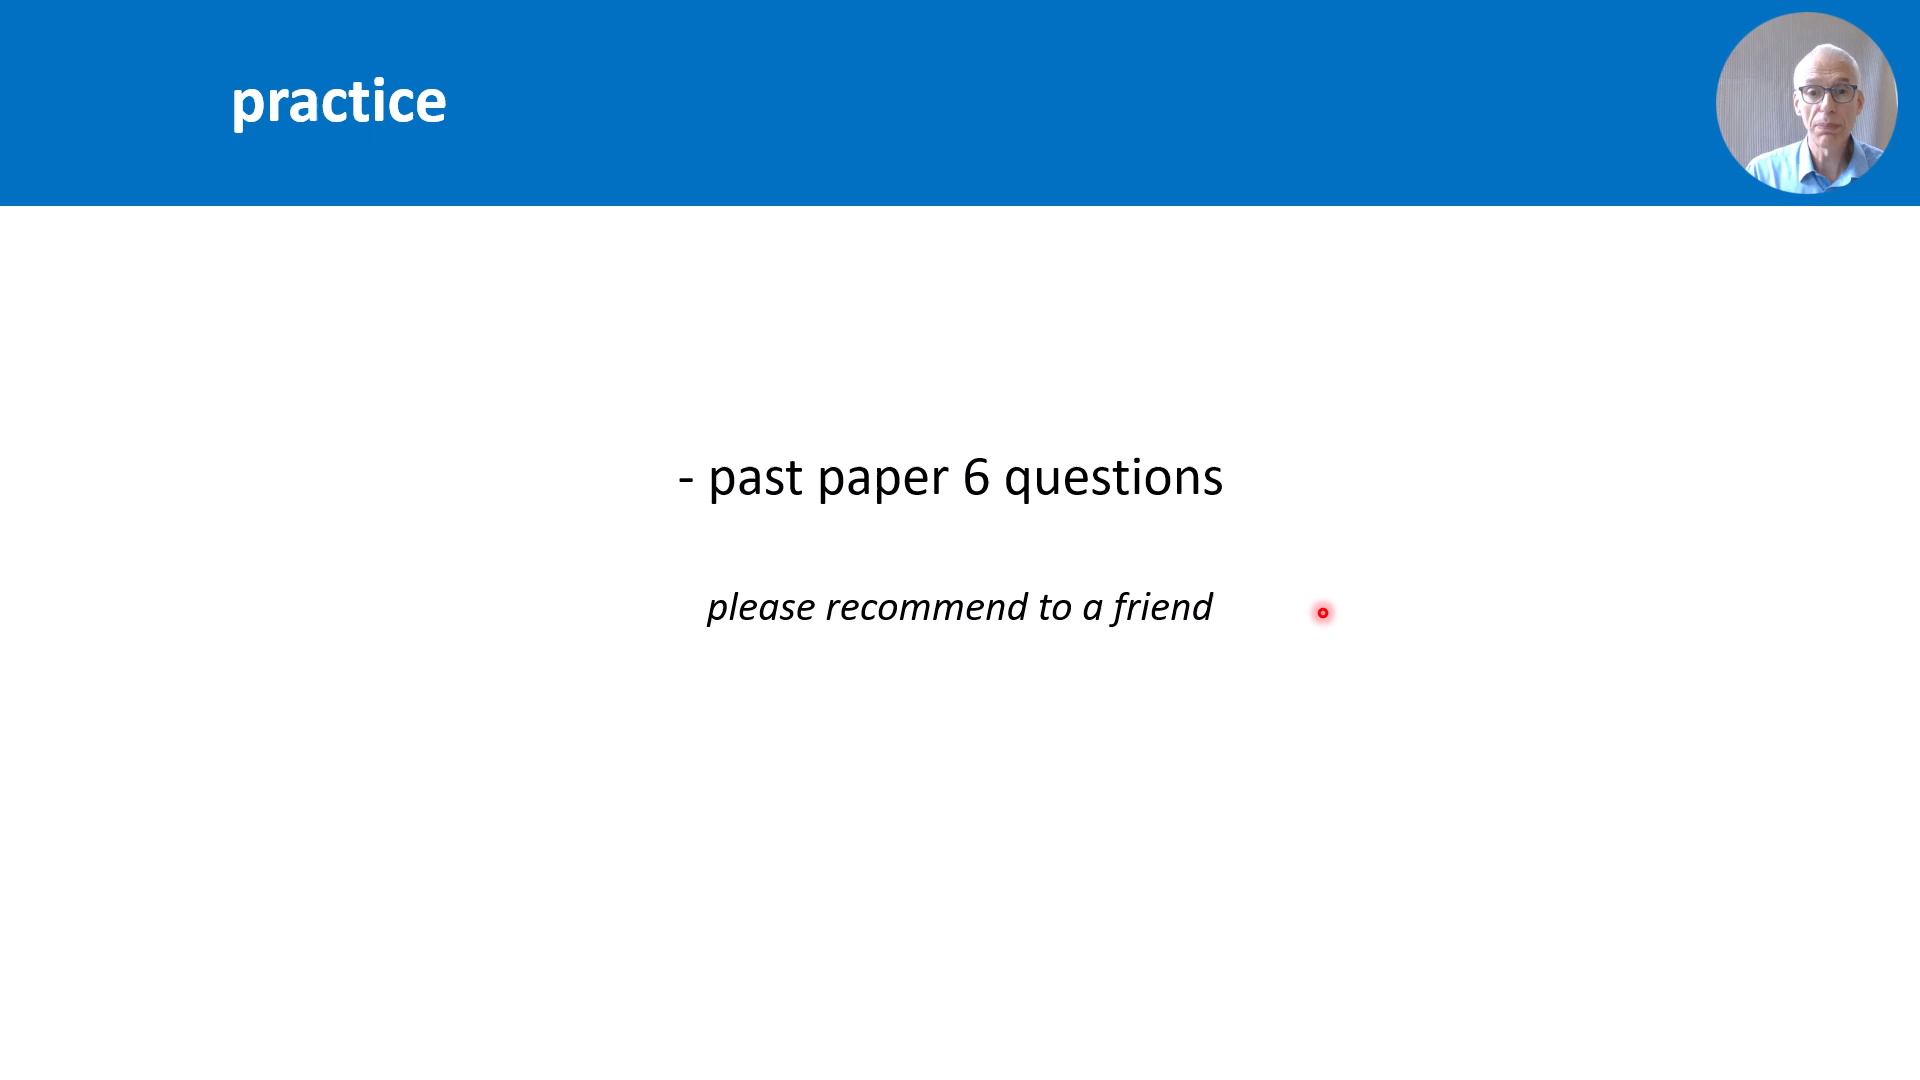 practice
- past paper 6 questions
please recommend to a friend